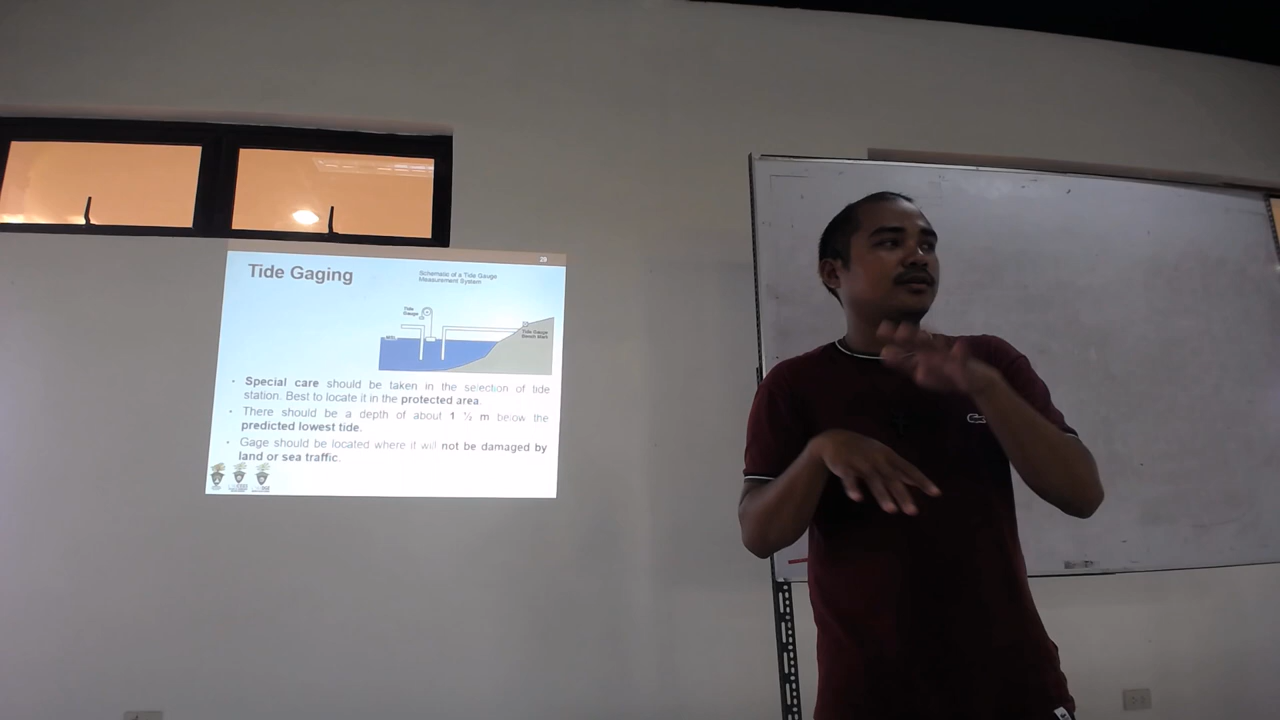 29
Tide Gaging
Schematic of a Tide Gauge
Measurement System
Tide
Gauge
Tide Gauge
Bench Mark
• Special care should be taken in the selection of tide
station. Best to locate it in the protected area.
• There should be a depth of about 1 ½ m below the
predicted lowest tide.
• Gage should be located where it will not be damaged by
land or sea traffic.